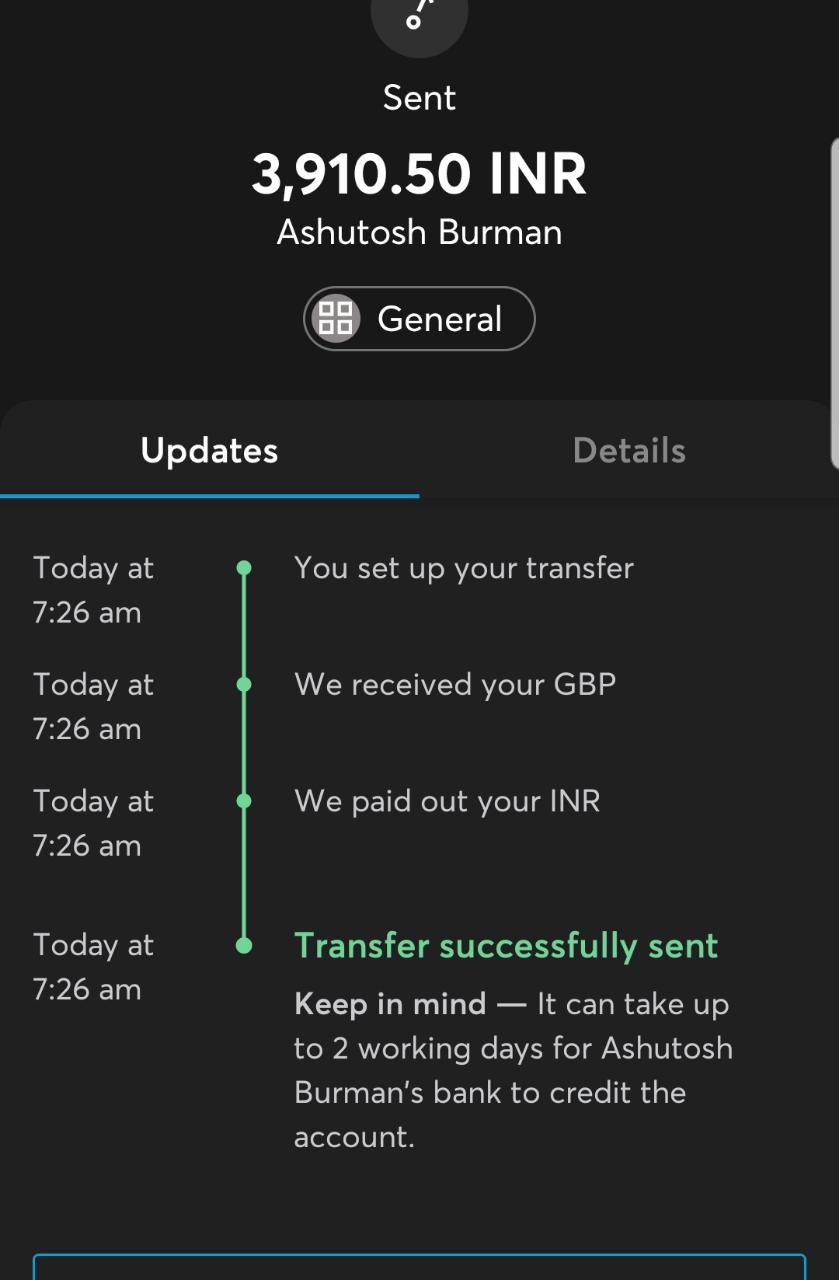 Sent
3,910.50 INR
Ashutosh Burman
General
Updates
Details
Today at
7:26 am
You set up your transfer
Today at
7:26 am
We received your GBP
Today at
7:26 am
We paid out your INR
Today at
7:26 am
Transfer successfully sent
Keep in mind — It can take up
to 2 working days for Ashutosh
Burman's bank to credit the
account.